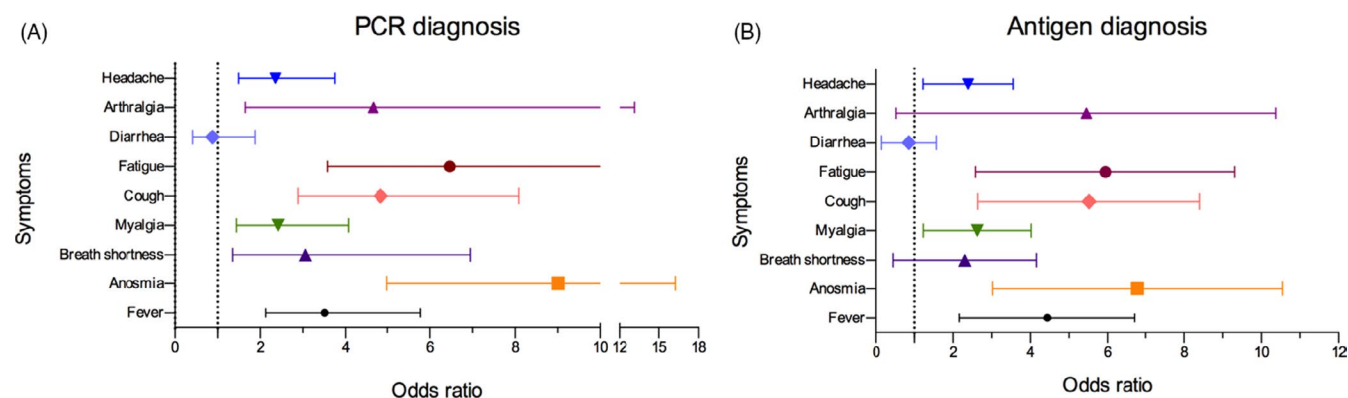 (A)
PCR diagnosis
Symptoms
Headache
Arthralgia
Diarrhea
Fatigue
Cough
Myalgia
Breath shortness
Anosmia
Fever
0 2 4 6 8 10 12 15 18
Odds ratio
(B)
Antigen diagnosis
Symptoms
Headache
Arthralgia
Diarrhea
Fatigue
Cough
Myalgia
Breath shortness
Anosmia
Fever
0 2 4 6 8 10 12
Odds ratio